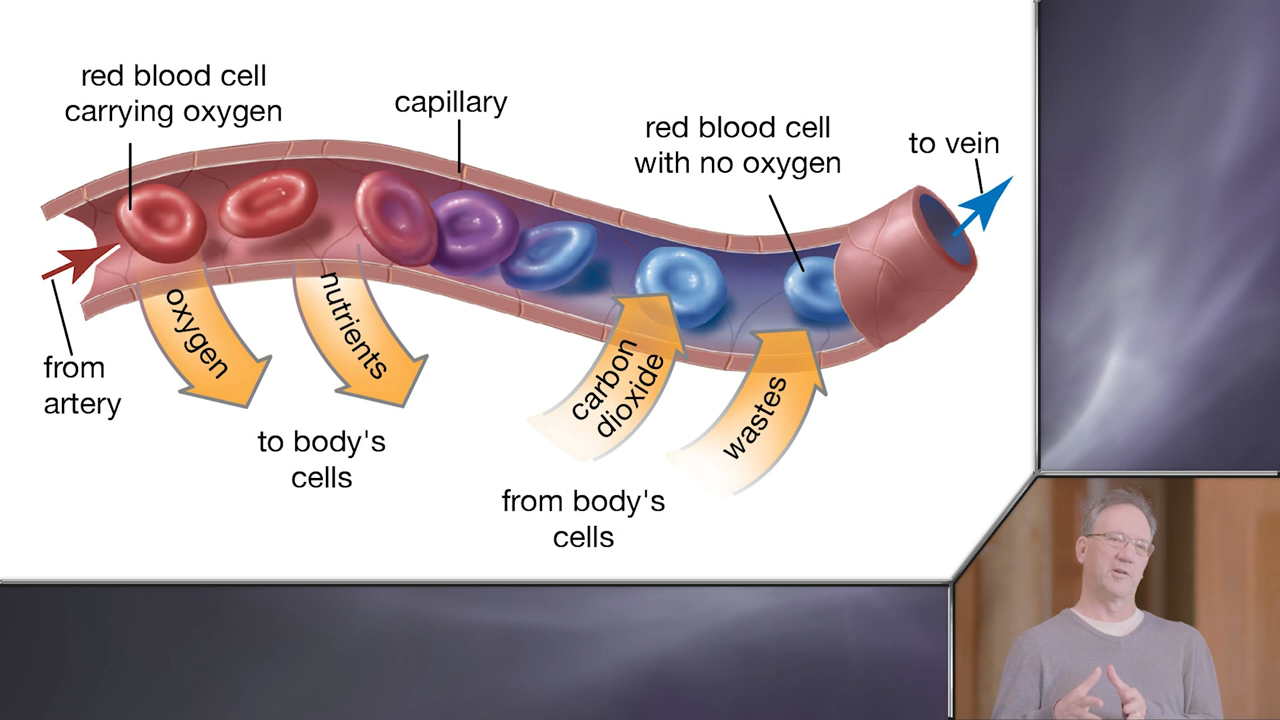 red blood cell
carrying oxygen
capillary
red blood cell
with no oxygen
to vein
from
artery
oxygen
nutrients
carbon
dioxide
wastes
to body's
cells
from body's
cells